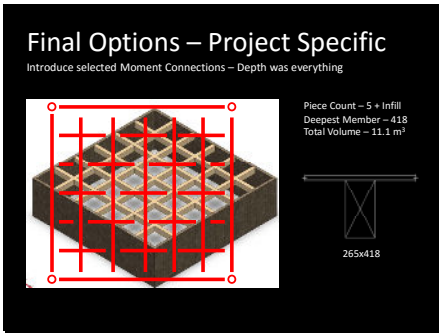 Final Options – Project Specific
Introduce selected Moment Connections – Depth was everything
Piece Count – 5 + Infill
Deepest Member – 418
Total Volume – 11.1 m³
265x418